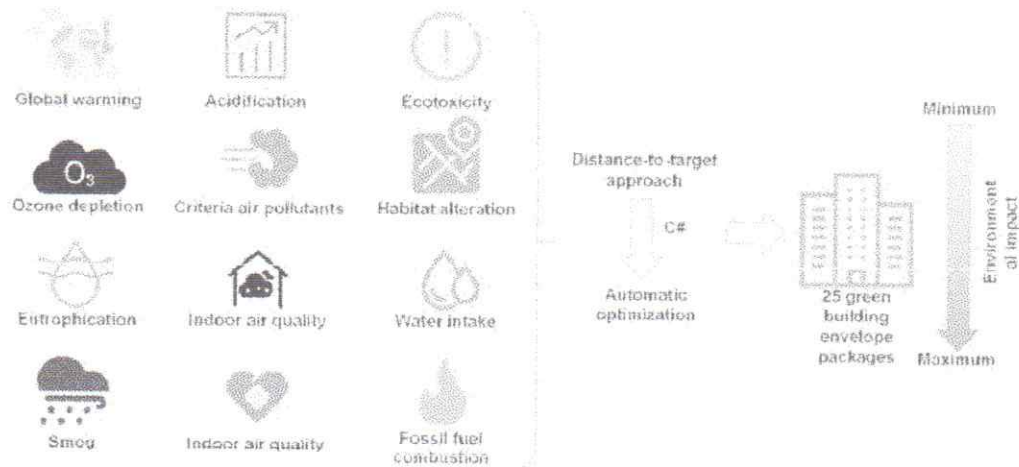 Global warming
Acidification
Ecotoxicity
O3
Ozone depletion
Criteria air pollutants
Habitat alteration
Eutrophication
Indoor air quality
Water intake
Smog
Indoor air quality
Fossil fuel
combustion
Distance-to-target
approach
C#
Automatic
optimization
25 green
building
envelope
packages
Minimum
Environment
al impact
Maximum